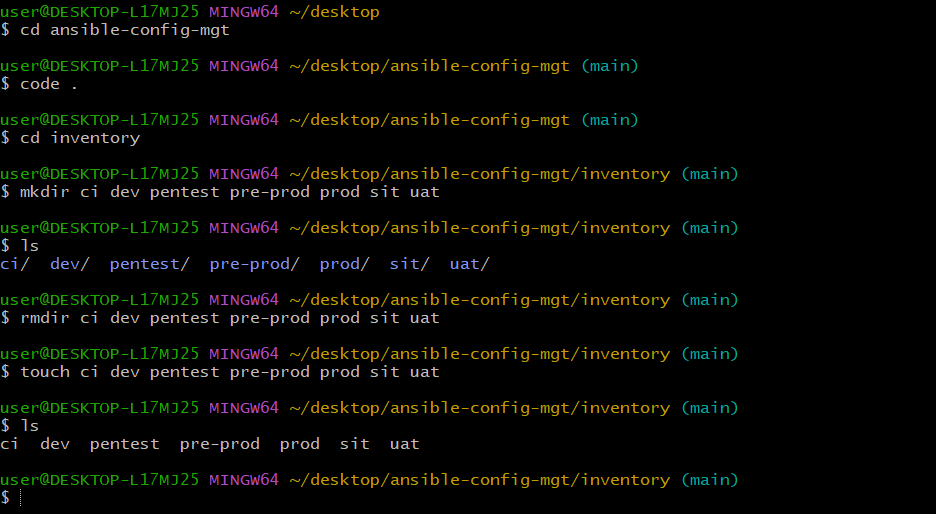 user@DESKTOP-L17MJ25 MINGW64 ~/desktop
$ cd ansible-config-mgt
user@DESKTOP-L17MJ25 MINGW64 ~/desktop/ansible-config-mgt (main)
$ code .
user@DESKTOP-L17MJ25 MINGW64 ~/desktop/ansible-config-mgt (main)
$ cd inventory
user@DESKTOP-L17MJ25 MINGW64 ~/desktop/ansible-config-mgt/inventory (main)
$ mkdir ci dev pentest pre-prod prod sit uat
user@DESKTOP-L17MJ25 MINGW64 ~/desktop/ansible-config-mgt/inventory (main)
$ ls
ci/  dev/  pentest/  pre-prod/  prod/  sit/  uat/
user@DESKTOP-L17MJ25 MINGW64 ~/desktop/ansible-config-mgt/inventory (main)
$ rmdir ci dev pentest pre-prod prod sit uat
user@DESKTOP-L17MJ25 MINGW64 ~/desktop/ansible-config-mgt/inventory (main)
$ touch ci dev pentest pre-prod prod sit uat
user@DESKTOP-L17MJ25 MINGW64 ~/desktop/ansible-config-mgt/inventory (main)
$ ls
ci  dev  pentest  pre-prod  prod  sit  uat
user@DESKTOP-L17MJ25 MINGW64 ~/desktop/ansible-config-mgt/inventory (main)
$